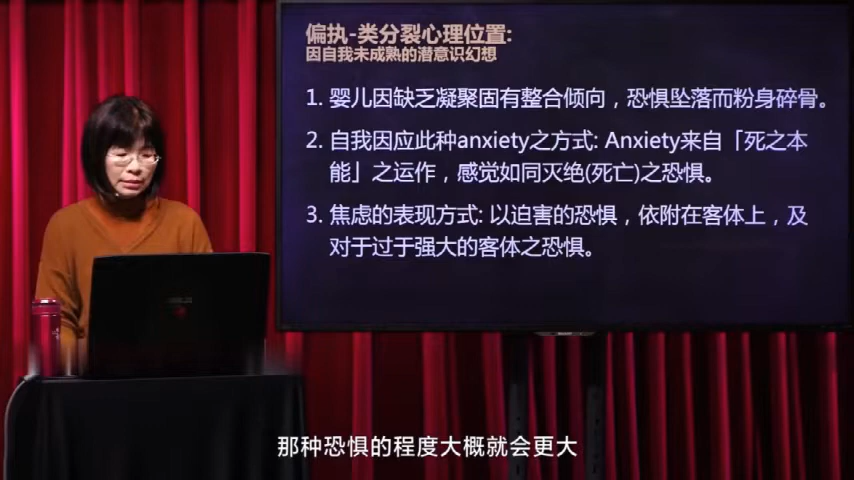 偏执-类分裂心理位置:
因自我未成熟的潜意识幻想
1. 婴儿因缺乏凝聚固有整合倾向，恐惧坠落而粉身碎骨。
2. 自我因应此种anxiety之方式: Anxiety来自「死之本
能」之运作，感觉如同灭绝(死亡)之恐惧。
3. 焦虑的表现方式: 以迫害的恐惧，依附在客体上，及
对于过于强大的客体之恐惧。
那种恐惧的程度大概就会更大